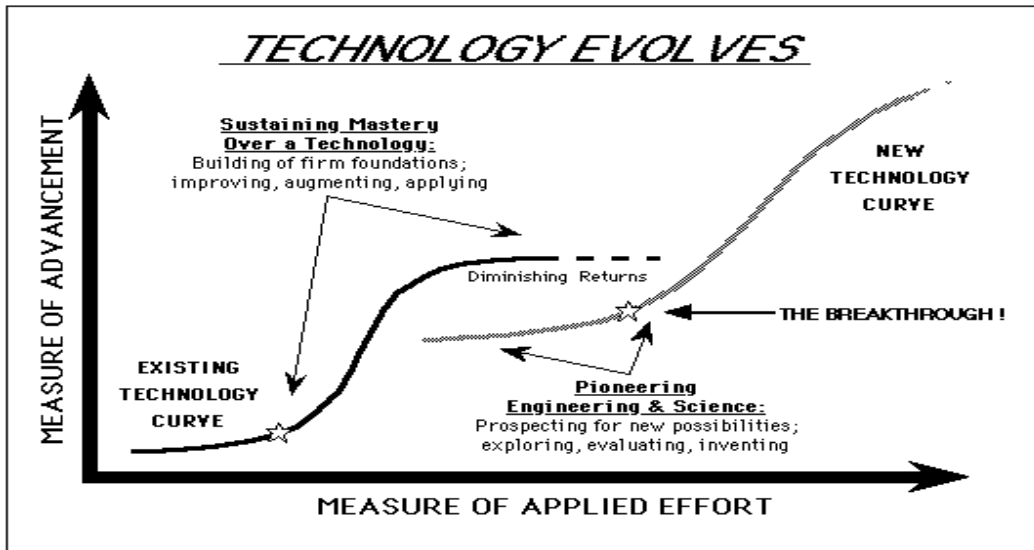 TECHNOLOGY EVOLVES
MEASURE OF ADVANCEMENT
Sustaining Mastery
Over a Technology:
Building of firm foundations;
improving, augmenting, applying
NEW
TECHNOLOGY
CURVE
Diminishing Returns
THE BREAKTHROUGH !
EXISTING
TECHNOLOGY
CURVE
Pioneering
Engineering & Science:
Prospecting for new possibilities;
exploring, evaluating, inventing
MEASURE OF APPLIED EFFORT